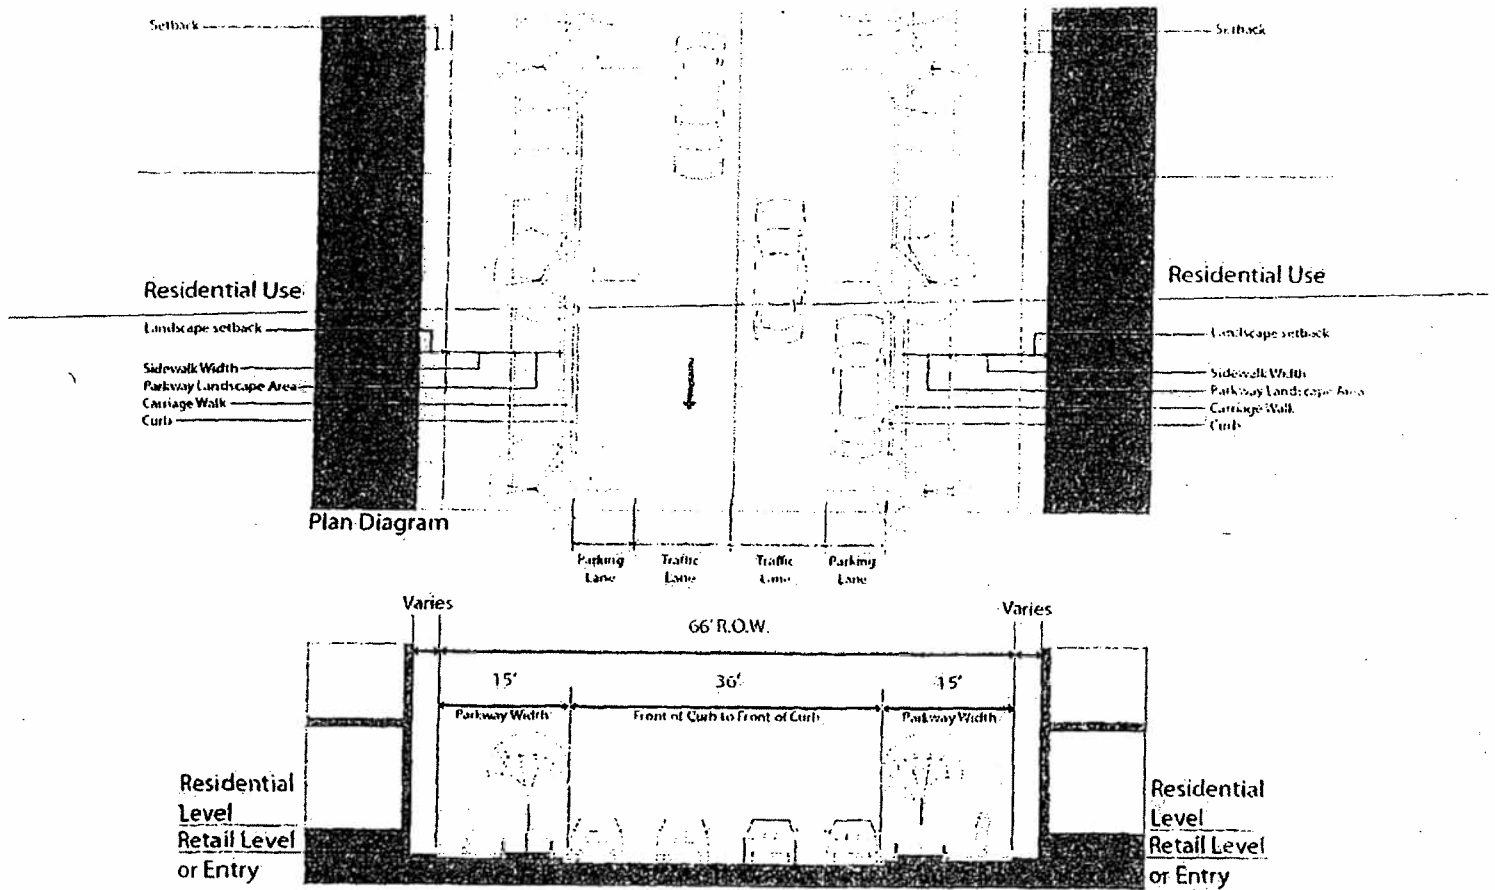 Setback
Setback
Residential Use
Residential Use
Landscape setback
Landscape setback
Sidewalk Width
Sidewalk Width
Parkway Landscape Area
Parkway Landscape Area
Carriage Walk
Carriage Walk
Curb
Curb
Plan Diagram
Parking Lane
Traffic Lane
Traffic Lane
Parking Lane
Varies
Varies
66' R.O.W.
15'
36'
15'
Parkway Width
Front of Curb to Front of Curb
Parkway Width
Residential
Level
Retail Level
or Entry
Residential
Level
Retail Level
or Entry